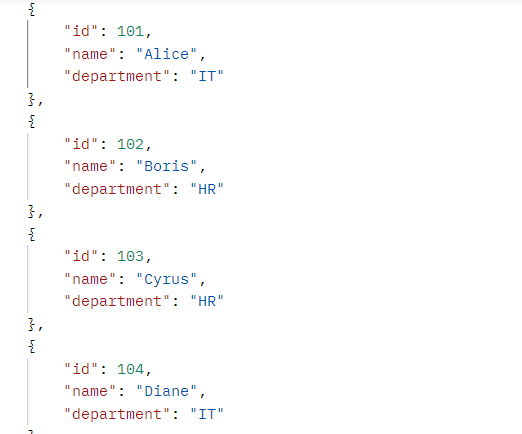 {
"id": 101,
"name": "Alice",
"department": "IT"
},
{
"id": 102,
"name": "Boris",
"department": "HR"
},
{
"id": 103,
"name": "Cyrus",
"department": "HR"
},
{
"id": 104,
"name": "Diane",
"department": "IT"
}